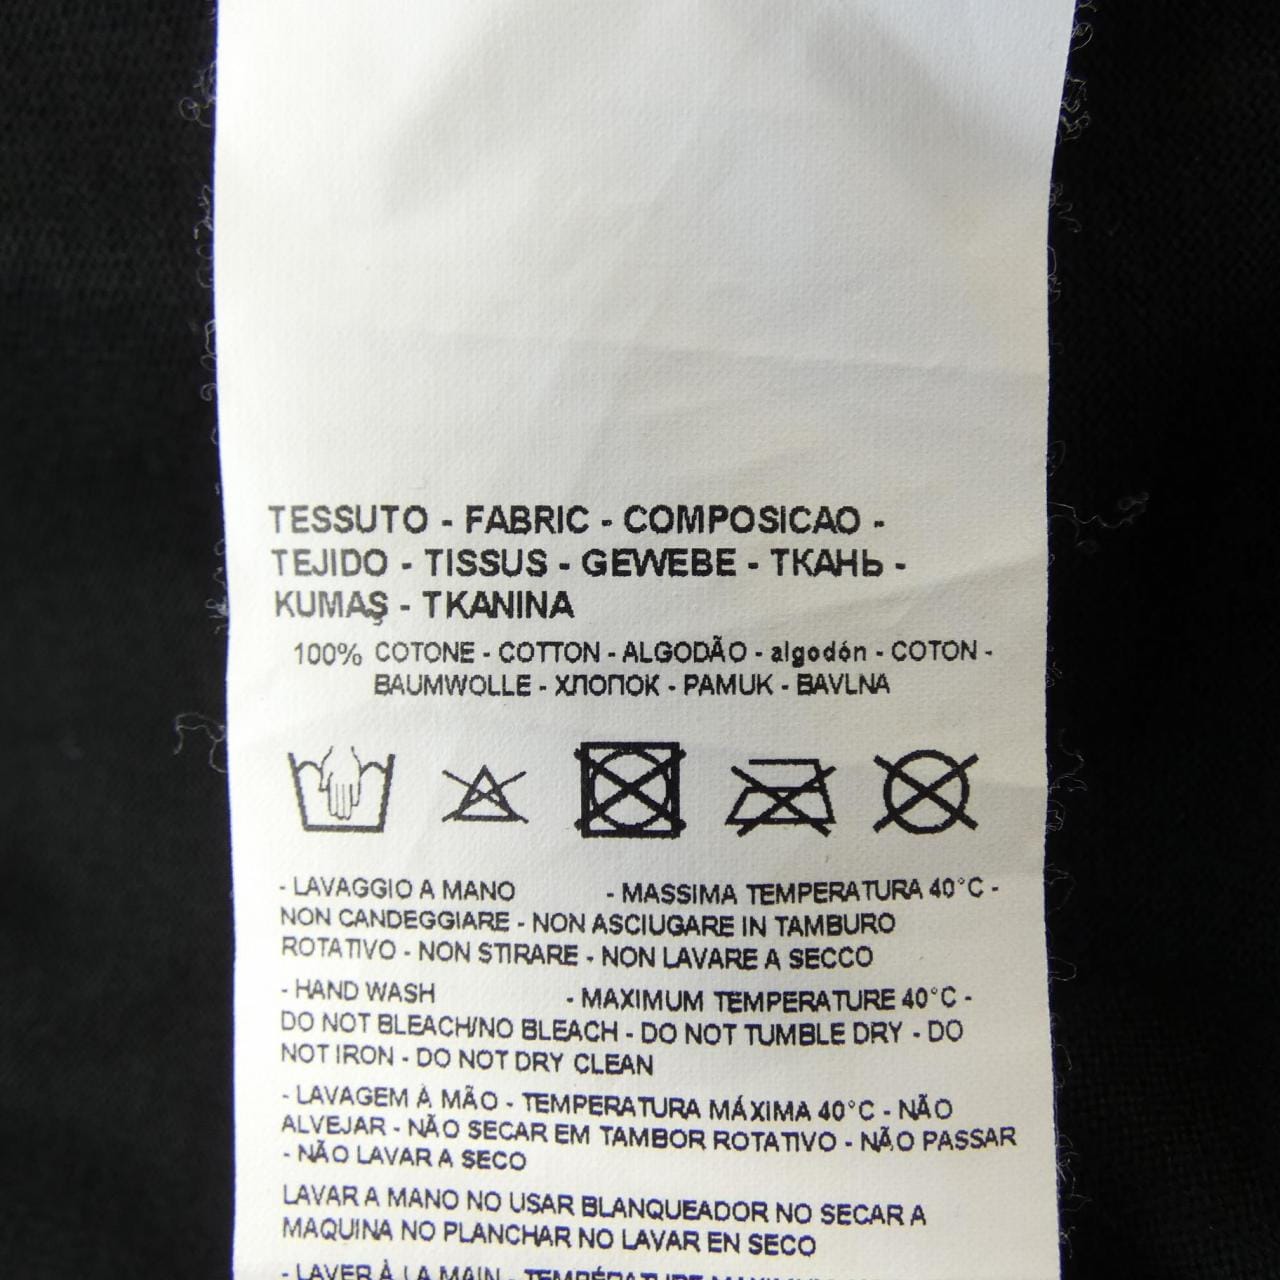 TESSUTO - FABRIC - COMPOSICAO -
TEJIDO - TISSUS - GEWEBE - ТКАНЬ -
KUMAŞ - TKANINA
100% COTONE - COTTON - ALGODÃO - algodón - COTON -
BAUMWOLLE - ХЛОПОК - PAMUK - BAVLNA
- LAVAGGIO A MANO - MASSIMA TEMPERATURA 40°C -
NON CANDEGGIARE - NON ASCIUGARE IN TAMBURO
ROTATIVO - NON STIRARE - NON LAVARE A SECCO
- HAND WASH - MAXIMUM TEMPERATURE 40°C -
DO NOT BLEACH/NO BLEACH - DO NOT TUMBLE DRY - DO
NOT IRON - DO NOT DRY CLEAN
- LAVAGEM À MÃO - TEMPERATURA MÁXIMA 40°C - NÃO
ALVEJAR - NÃO SECAR EM TAMBOR ROTATIVO - NÃO PASSAR
- NÃO LAVAR A SECO
LAVAR A MANO NO USAR BLANQUEADOR NO SECAR A
MAQUINA NO PLANCHAR NO LAVAR EN SECO
- LAVER À LA MAIN - TEMPÉRATURE